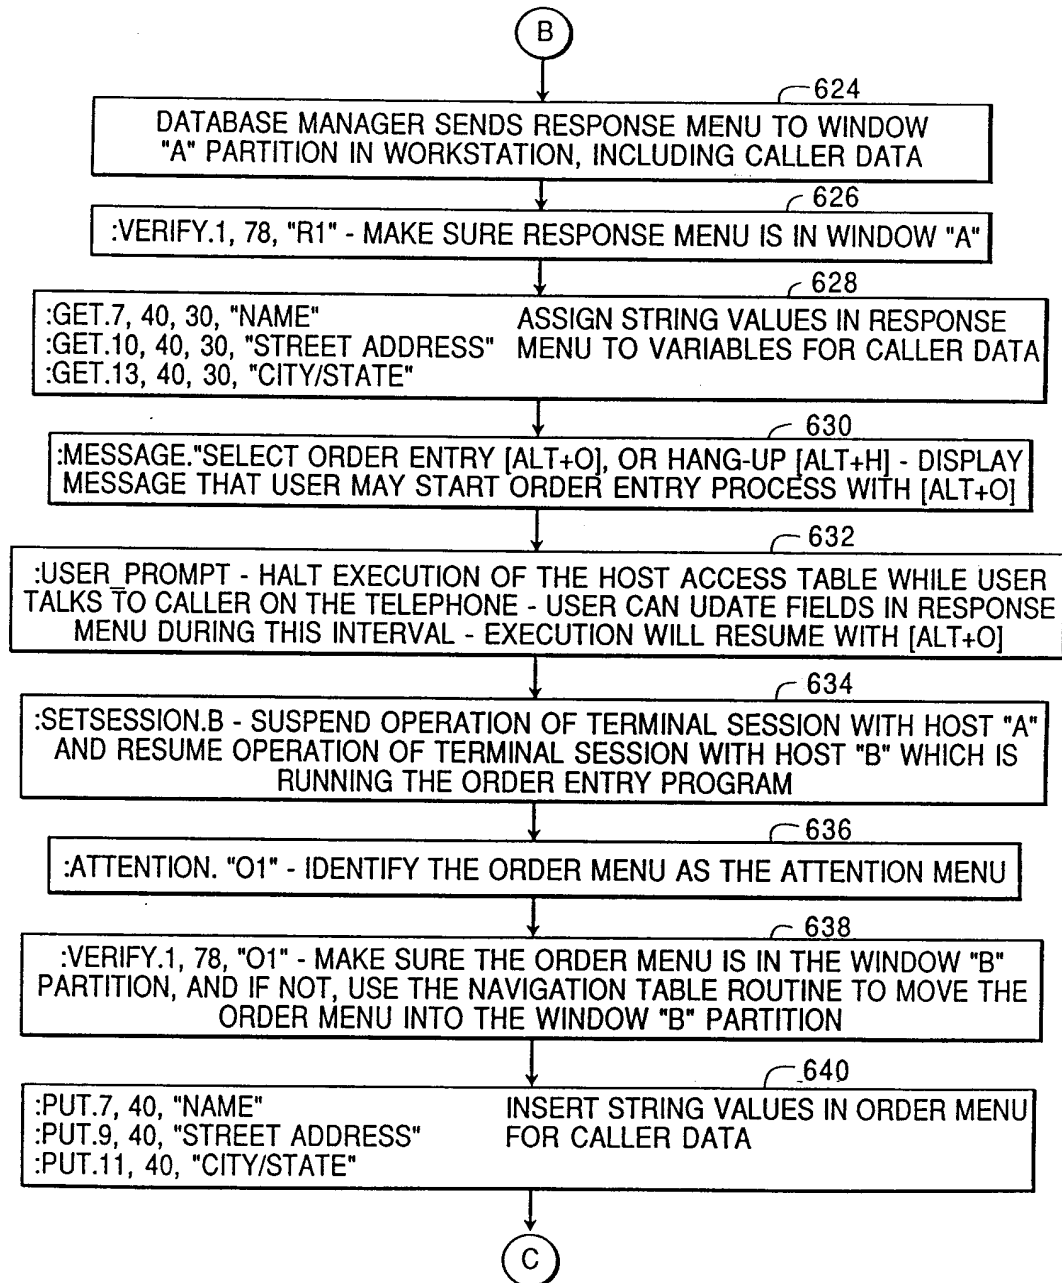 B
624
DATABASE MANAGER SENDS RESPONSE MENU TO WINDOW
"A" PARTITION IN WORKSTATION, INCLUDING CALLER DATA
626
:VERIFY.1, 78, "R1" - MAKE SURE RESPONSE MENU IS IN WINDOW "A"
628
:GET.7, 40, 30, "NAME" ASSIGN STRING VALUES IN RESPONSE
:GET.10, 40, 30, "STREET ADDRESS" MENU TO VARIABLES FOR CALLER DATA
:GET.13, 40, 30, "CITY/STATE"
630
:MESSAGE."SELECT ORDER ENTRY [ALT+O], OR HANG-UP [ALT+H] - DISPLAY
MESSAGE THAT USER MAY START ORDER ENTRY PROCESS WITH [ALT+O]
632
:USER_PROMPT - HALT EXECUTION OF THE HOST ACCESS TABLE WHILE USER
TALKS TO CALLER ON THE TELEPHONE - USER CAN UDATE FIELDS IN RESPONSE
MENU DURING THIS INTERVAL - EXECUTION WILL RESUME WITH [ALT+O]
634
:SETSESSION.B - SUSPEND OPERATION OF TERMINAL SESSION WITH HOST "A"
AND RESUME OPERATION OF TERMINAL SESSION WITH HOST "B" WHICH IS
RUNNING THE ORDER ENTRY PROGRAM
636
:ATTENTION. "O1" - IDENTIFY THE ORDER MENU AS THE ATTENTION MENU
638
:VERIFY.1, 78, "O1" - MAKE SURE THE ORDER MENU IS IN THE WINDOW "B"
PARTITION, AND IF NOT, USE THE NAVIGATION TABLE ROUTINE TO MOVE THE
ORDER MENU INTO THE WINDOW "B" PARTITION
640
:PUT.7, 40, "NAME" INSERT STRING VALUES IN ORDER MENU
:PUT.9, 40, "STREET ADDRESS" FOR CALLER DATA
:PUT.11, 40, "CITY/STATE"
C